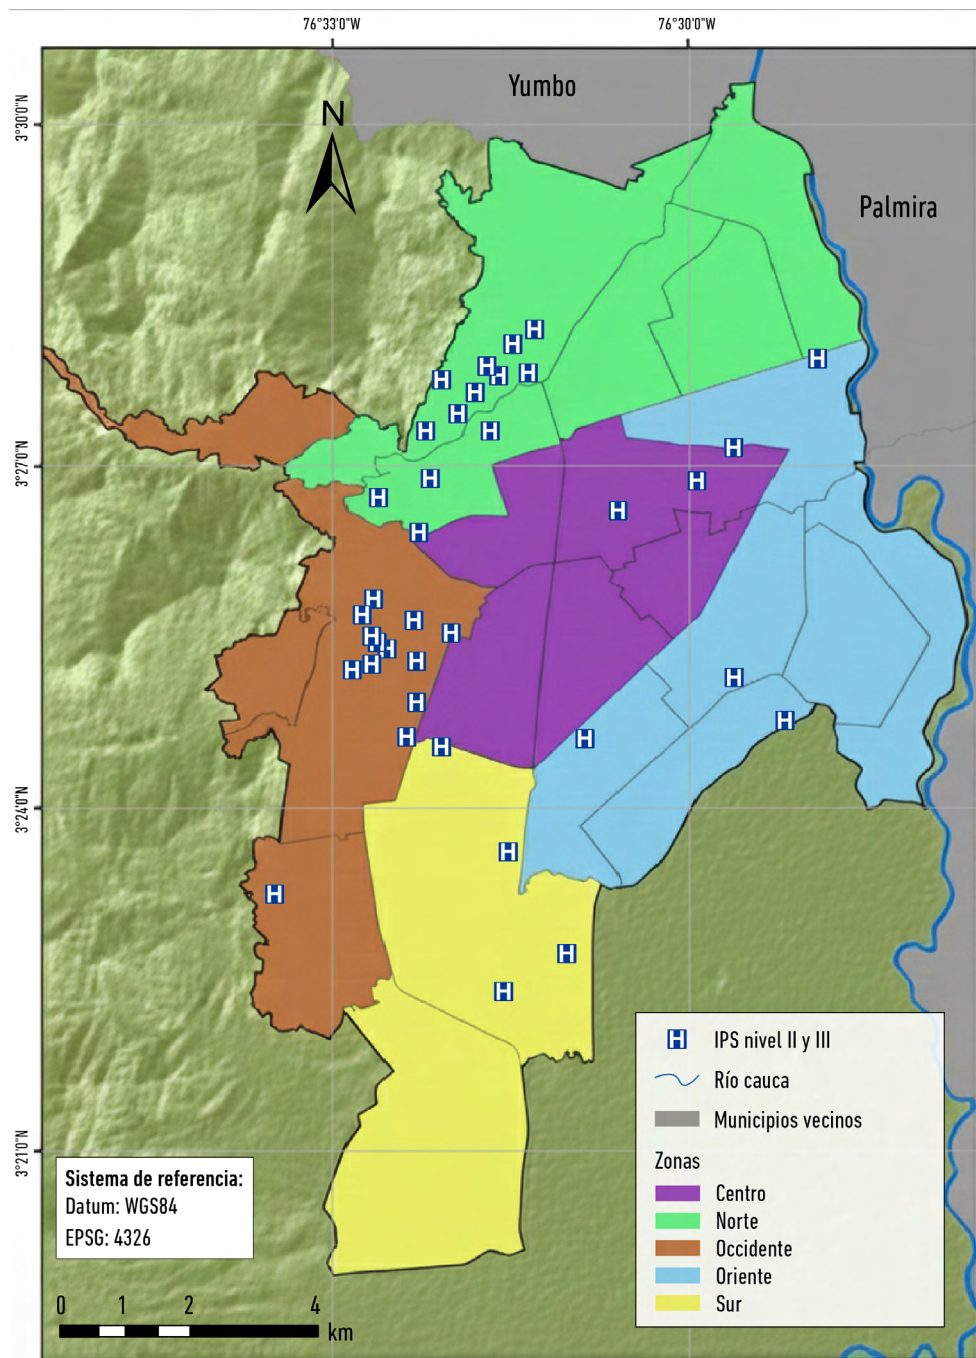 76°33'0"W
76°30'0"W
Yumbo
N
3°30'0"N
Palmira
3°27'0"N
3°24'0"N
3°21'0"N
H IPS nivel II y III
Río cauca
Municipios vecinos
Zonas
Centro
Norte
Occidente
Oriente
Sur
Sistema de referencia:
Datum: WGS84
EPSG: 4326
0 1 2 4
km